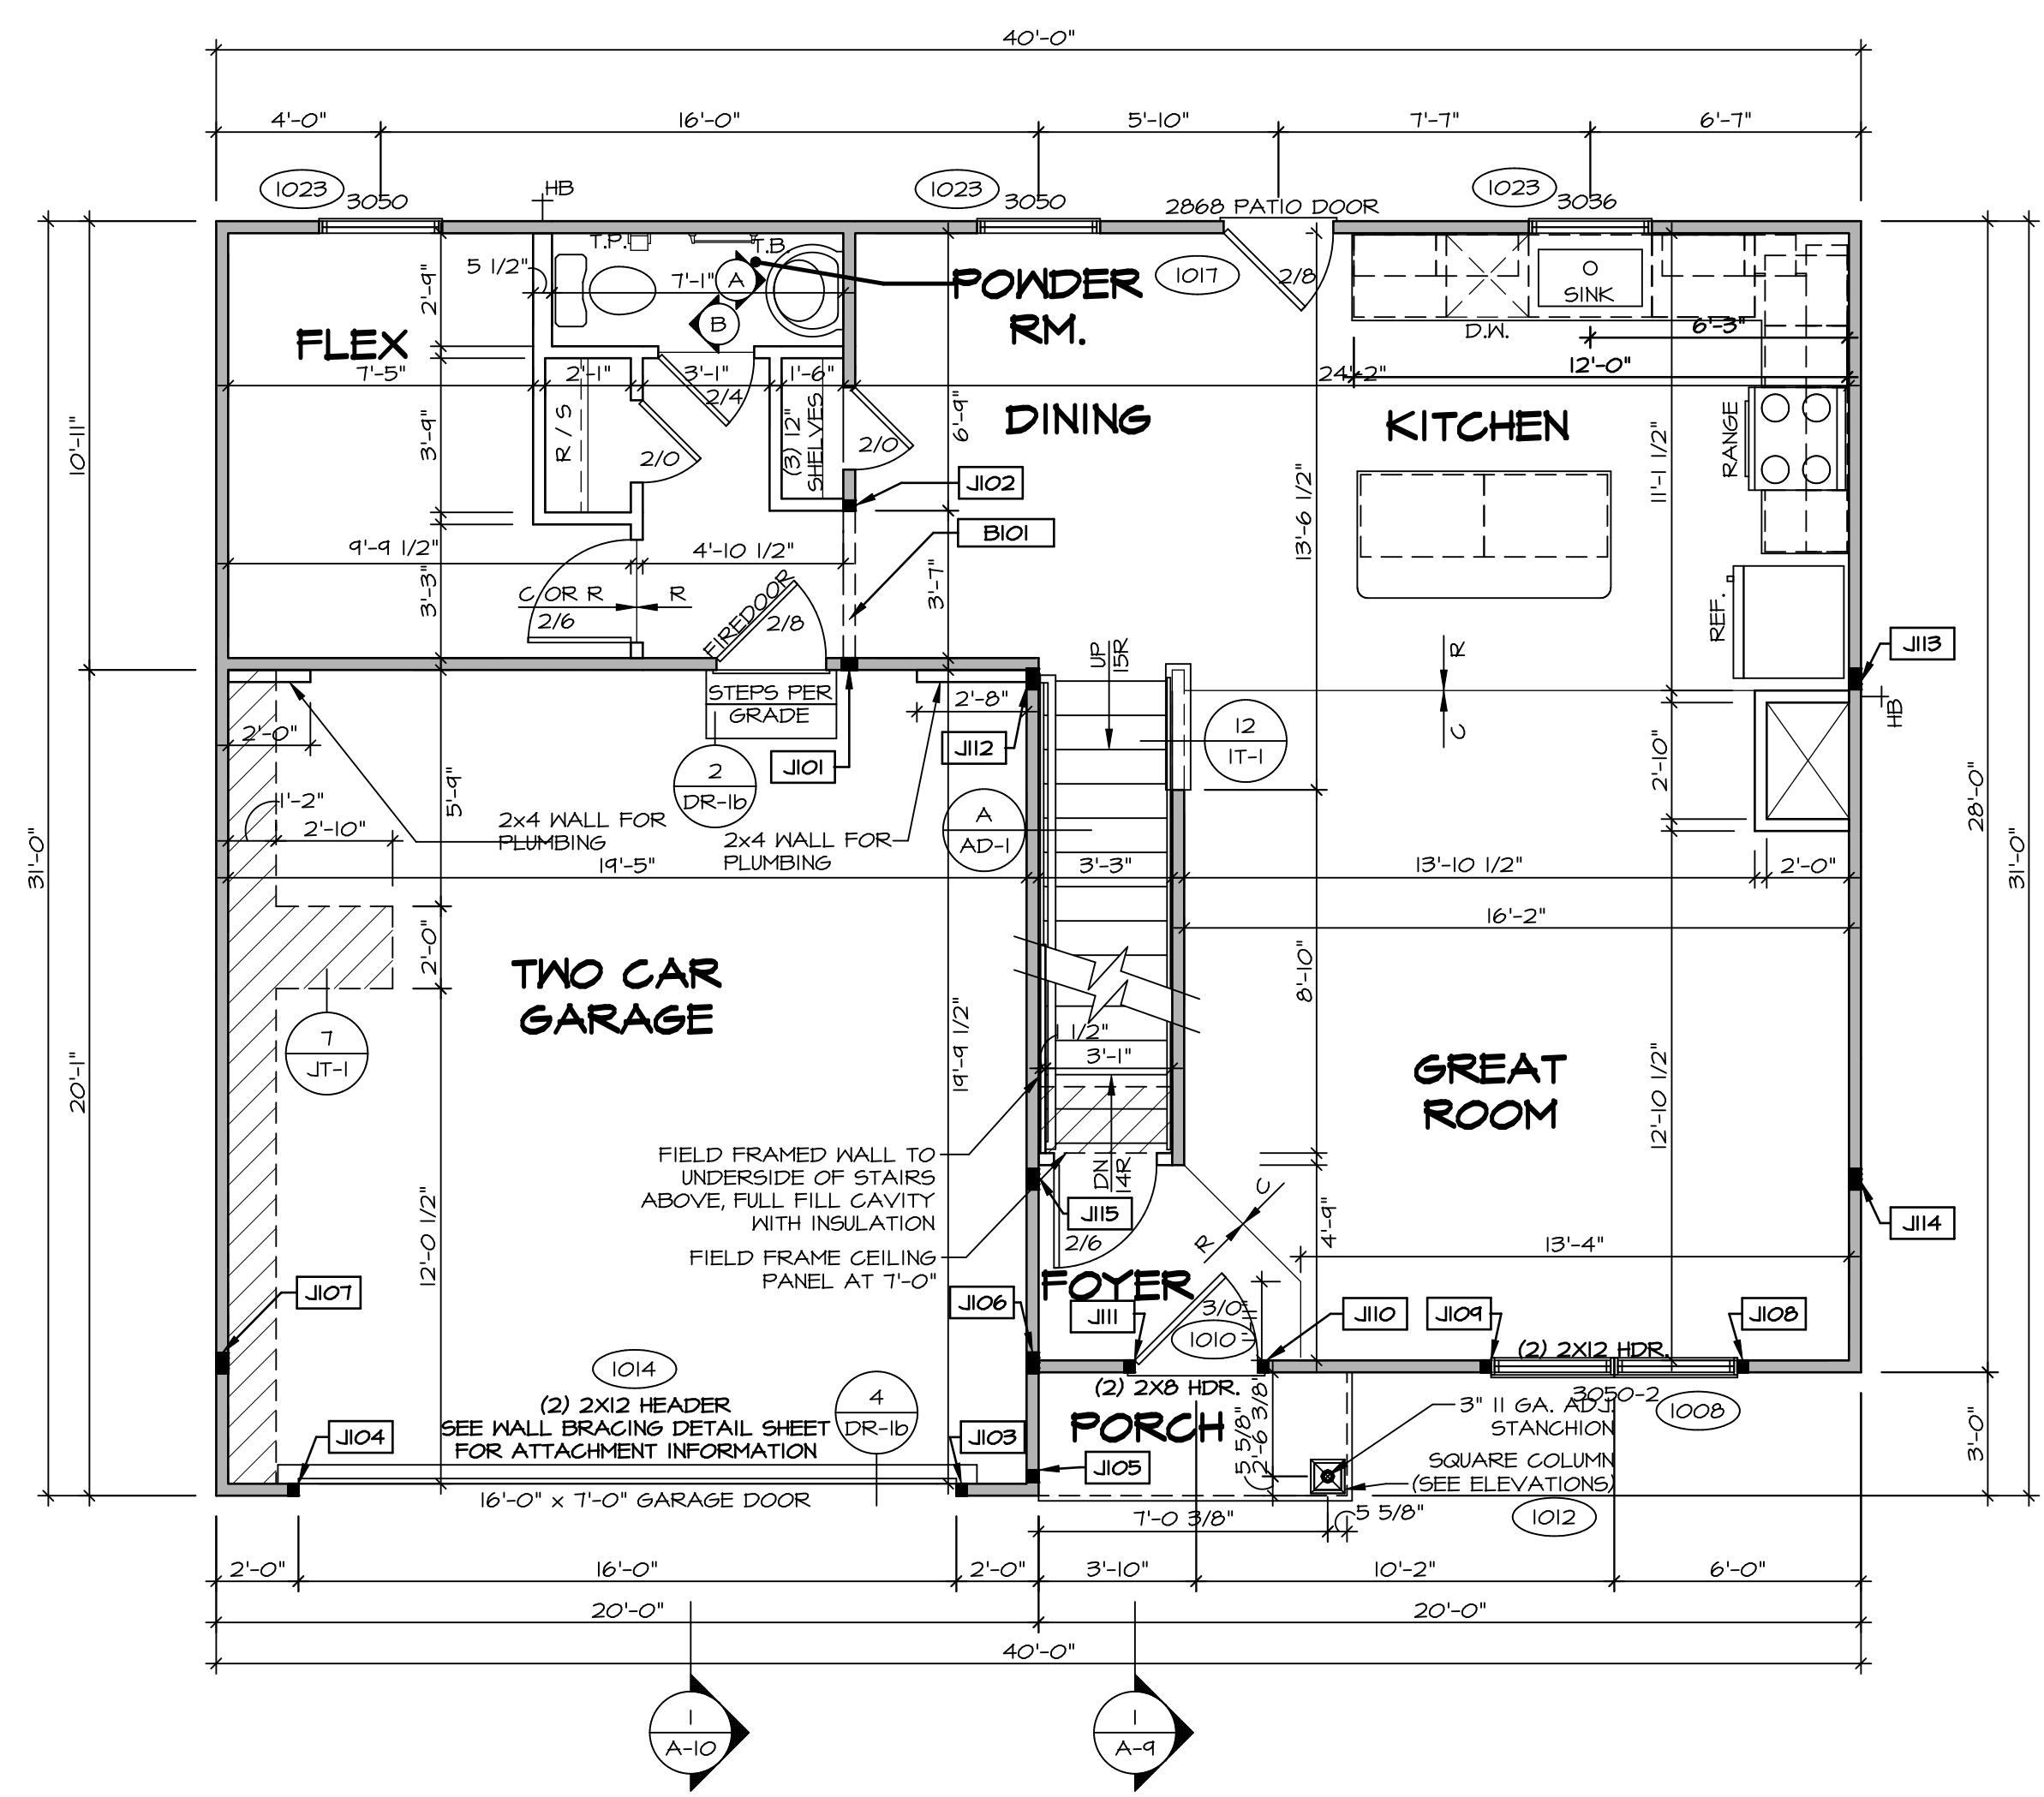 40'-0"
4'-0"
16'-0"
5'-10"
7'-7"
6'-7"
1023
3050
HB
1023
3050
2868 PATIO DOOR
1023
3036
T.P.
T.B.
5 1/2"
7'-1"
A
B
2'-9"
POWDER
RM.
1017
2/8
SINK
D.W.
6'-3"
12'-0"
FLEX
7'-5"
2'-1"
3'-1"
1'-6"
24'-2"
2/4
DINING
KITCHEN
RANGE
10'-11"
3'-9"
R / S
2/0
(3) 12"
SHELVES
2/0
6'-9"
J102
B101
13'-6 1/2"
11'-1 1/2"
9'-9 1/2"
4'-10 1/2"
3'-3"
C OR R
R
2/6
FIREDOOR
2/8
3'-7"
REF.
J113
UP
15R
R
C
HB
STEPS PER
GRADE
2'-8"
2'-0"
J112
J101
12
IT-1
2
DR-1b
2'-10"
5'-9"
1'-2"
2'-10"
2x4 WALL FOR
PLUMBING
2x4 WALL FOR
PLUMBING
A
AD-1
28'-0"
31'-0"
31'-0"
19'-5"
3'-3"
13'-10 1/2"
2'-0"
16'-2"
2'-0"
TWO CAR
GARAGE
8'-10"
7
JT-1
19'-9 1/2"
1 1/2"
3'-1"
20'-1"
GREAT
ROOM
12'-10 1/2"
FIELD FRAMED WALL TO
UNDERSIDE OF STAIRS
ABOVE, FULL FILL CAVITY
WITH INSULATION
DN
14R
J115
2/6
C
R
4'-9"
J114
12'-0 1/2"
FIELD FRAME CEILING
PANEL AT 7'-0"
13'-4"
FOYER
J107
J106
J111
3/0
1'-11"
1010
J110
J109
J108
(2) 2X12 HDR.
1014
(2) 2X12 HEADER
SEE WALL BRACING DETAIL SHEET
FOR ATTACHMENT INFORMATION
4
DR-1b
(2) 2X8 HDR.
PORCH
3050-2
1008
3" 11 GA. ADJ.
STANCHION
SQUARE COLUMN
(SEE ELEVATIONS)
5 5/8"
2'-6 3/8"
3'-0"
J104
J103
J105
16'-0" x 7'-0" GARAGE DOOR
1012
7'-0 3/8"
5 5/8"
2'-0"
16'-0"
2'-0"
3'-10"
10'-2"
6'-0"
20'-0"
20'-0"
40'-0"
1
A-10
1
A-9